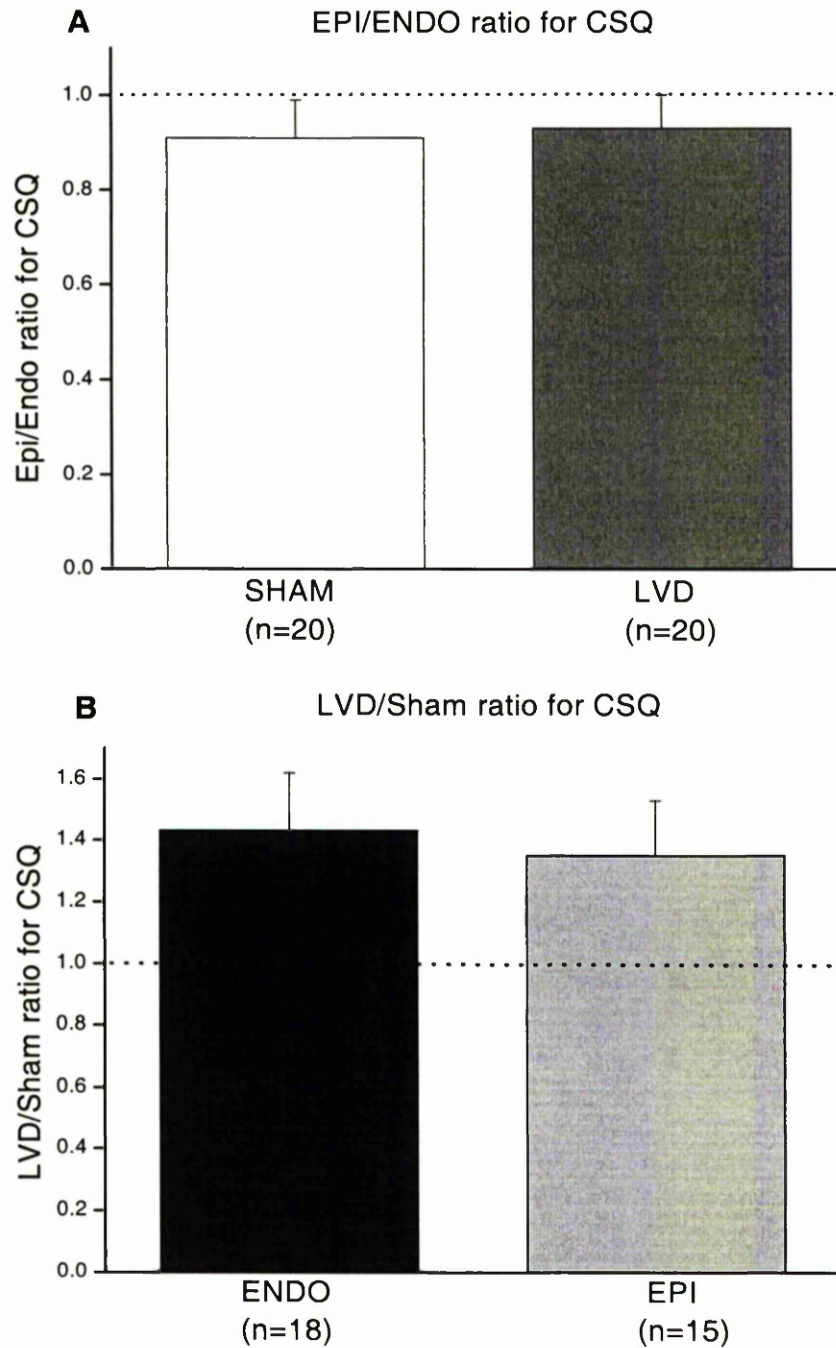 A EPI/ENDO ratio for CSQ
Epi/Endo ratio for CSQ
1.0
0.8
0.6
0.4
0.2
0.0
SHAM LVD
(n=20) (n=20)
B LVD/Sham ratio for CSQ
LVD/Sham ratio for CSQ
1.6
1.4
1.2
1.0
0.8
0.6
0.4
0.2
0.0
ENDO EPI
(n=18) (n=15)